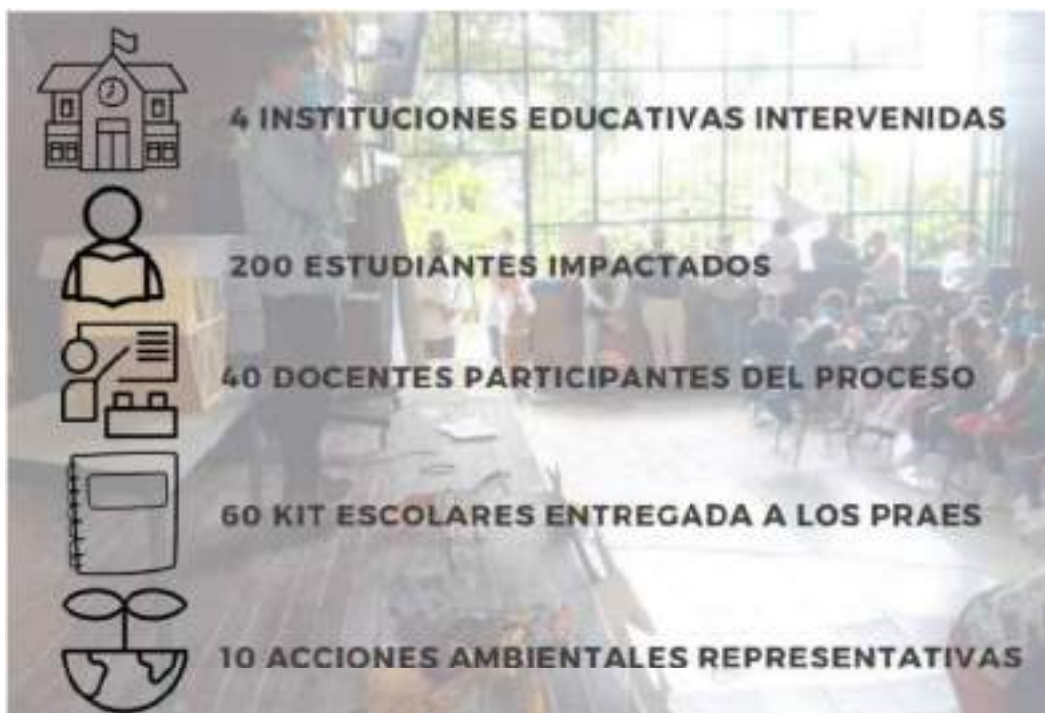 4 INSTITUCIONES EDUCATIVAS INTERVENIDAS
200 ESTUDIANTES IMPACTADOS
40 DOCENTES PARTICIPANTES DEL PROCESO
60 KIT ESCOLARES ENTREGADA A LOS PRAES
10 ACCIONES AMBIENTALES REPRESENTATIVAS